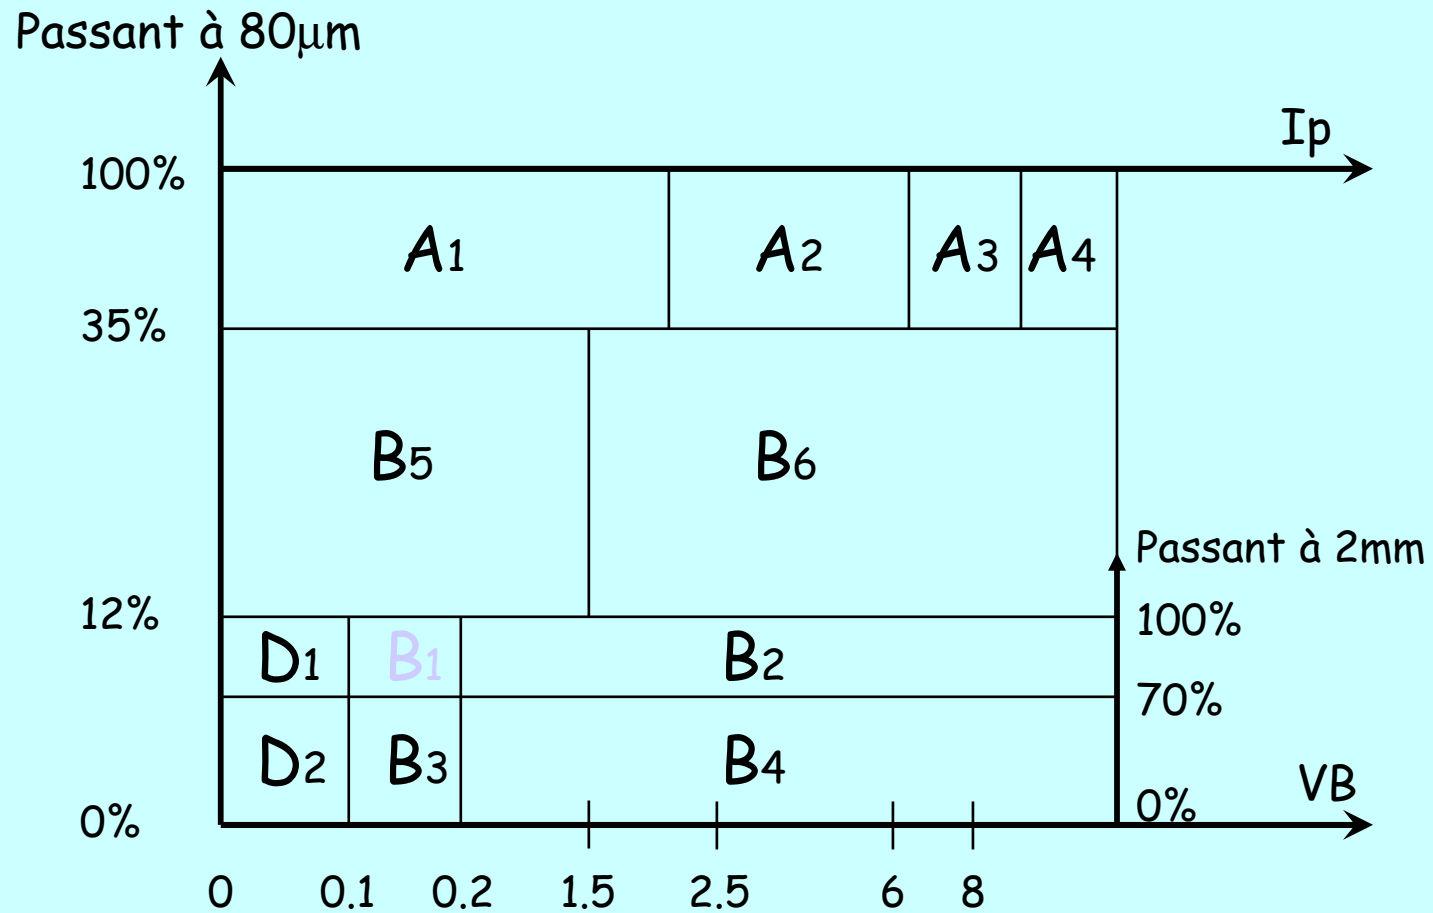 Passant à 80µm
Ip
100%
A1 A2 A3 A4
35%
B5 B6
Passant à 2mm
12% 100%
D1 B1 B2
70%
D2 B3 B4
VB
0% 0%
0 0.1 0.2 1.5 2.5 6 8